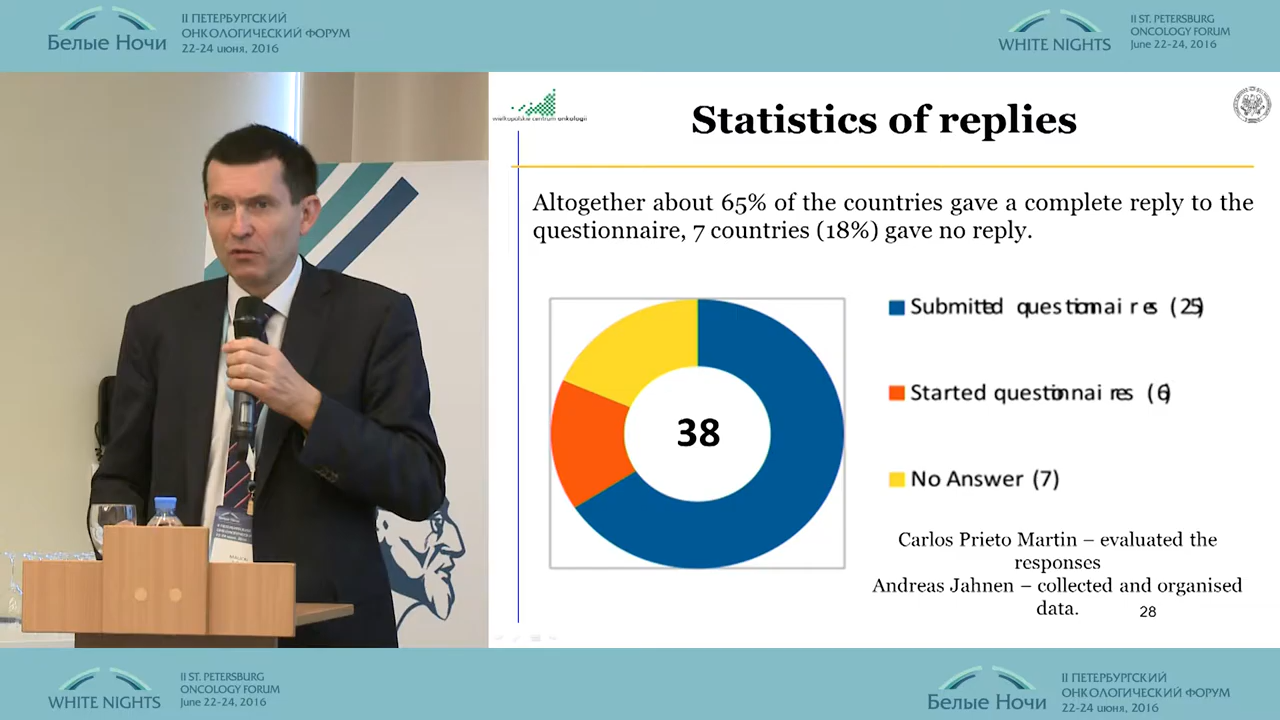 II ПЕТЕРБУРГСКИЙ
ОНКОЛОГИЧЕСКИЙ ФОРУМ
Белые Ночи
22-24 июня, 2016
II ST. PETERSBURG
ONCOLOGY FORUM
WHITE NIGHTS
June 22-24, 2016
wielkopolskie centrum onkologii
Statistics of replies
Altogether about 65% of the countries gave a complete reply to the
questionnaire, 7 countries (18%) gave no reply.
38
Submitted questionnaires (25)
Started questionnaires (6)
No Answer (7)
Carlos Prieto Martin – evaluated the
responses
Andreas Jahnen – collected and organised
data.
28
II ST. PETERSBURG
ONCOLOGY FORUM
WHITE NIGHTS
June 22-24, 2016
II ПЕТЕРБУРГСКИЙ
ОНКОЛОГИЧЕСКИЙ ФОРУМ
Белые Ночи
22-24 июня, 2016